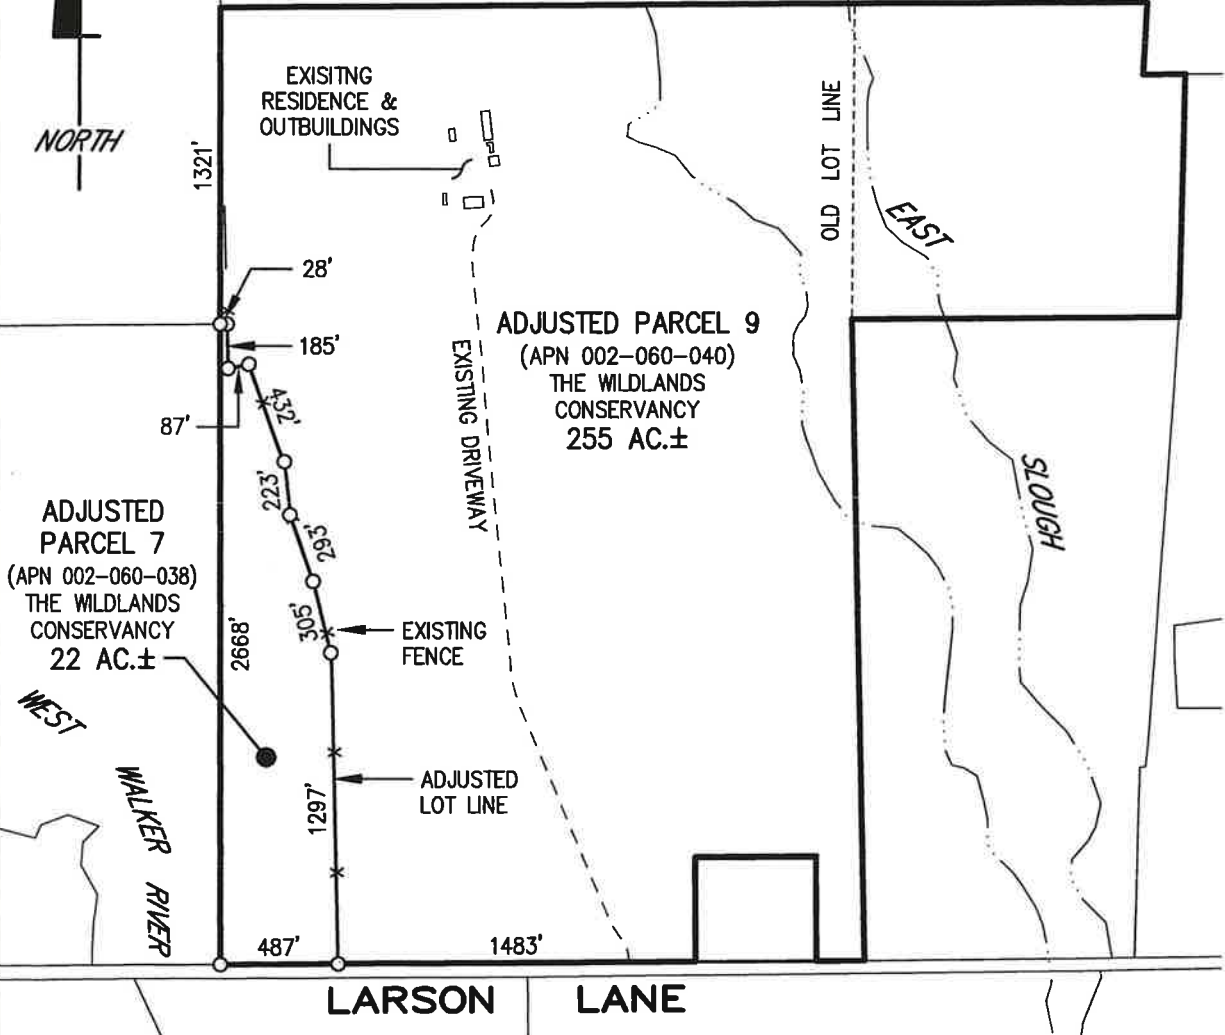 EXISITNG
RESIDENCE &
OUTBUILDINGS
NORTH
1321'
OLD LOT LINE
EAST
SLOUGH
28'
185'
87'
432'
223'
293'
305'
ADJUSTED PARCEL 9
(APN 002-060-040)
THE WILDLANDS
CONSERVANCY
255 AC.±
EXISTING DRIVEWAY
ADJUSTED
PARCEL 7
(APN 002-060-038)
THE WILDLANDS
CONSERVANCY
22 AC.±
2668'
EXISTING
FENCE
WEST
WALKER
RIVER
ADJUSTED
LOT LINE
1297'
487'
1483'
LARSON LANE